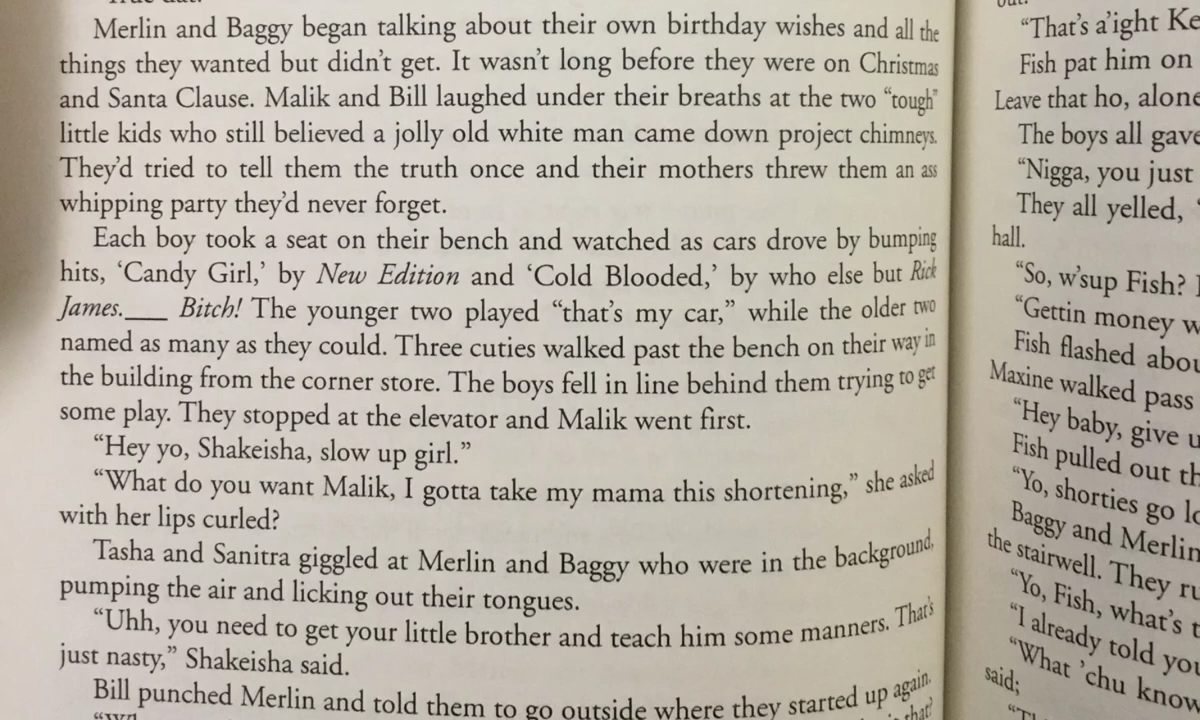 Merlin and Baggy began talking about their own birthday wishes and all the
things they wanted but didn't get. It wasn't long before they were on Christmas
and Santa Clause. Malik and Bill laughed under their breaths at the two “tough”
little kids who still believed a jolly old white man came down project chimneys.
They'd tried to tell them the truth once and their mothers threw them an ass
whipping party they'd never forget.
Each boy took a seat on their bench and watched as cars drove by bumping
hits, ‘Candy Girl,’ by New Edition and ‘Cold Blooded,’ by who else but Rick
James.___ Bitch! The younger two played “that's my car,” while the older two
named as many as they could. Three cuties walked past the bench on their way in
the building from the corner store. The boys fell in line behind them trying to get
some play. They stopped at the elevator and Malik went first.
“Hey yo, Shakeisha, slow up girl.”
“What do you want Malik, I gotta take my mama this shortening,” she asked
with her lips curled?
Tasha and Sanitra giggled at Merlin and Baggy who were in the background,
pumping the air and licking out their tongues.
“Uhh, you need to get your little brother and teach him some manners. That's
just nasty,” Shakeisha said.
Bill punched Merlin and told them to go outside where they started up again.
“That's a'ight
Fish pat him on
Leave that ho, alone
The boys all gave
“Nigga, you just
They all yelled,
hall.
“So, w'sup Fish?
“Gettin money
Fish flashed
Maxine walked pass
“Hey baby, give
Fish pulled out
“Yo, shorties go
Baggy and Merlin
the stairwell. They
“Yo, Fish, what's
“I already told
“What ’chu
said;